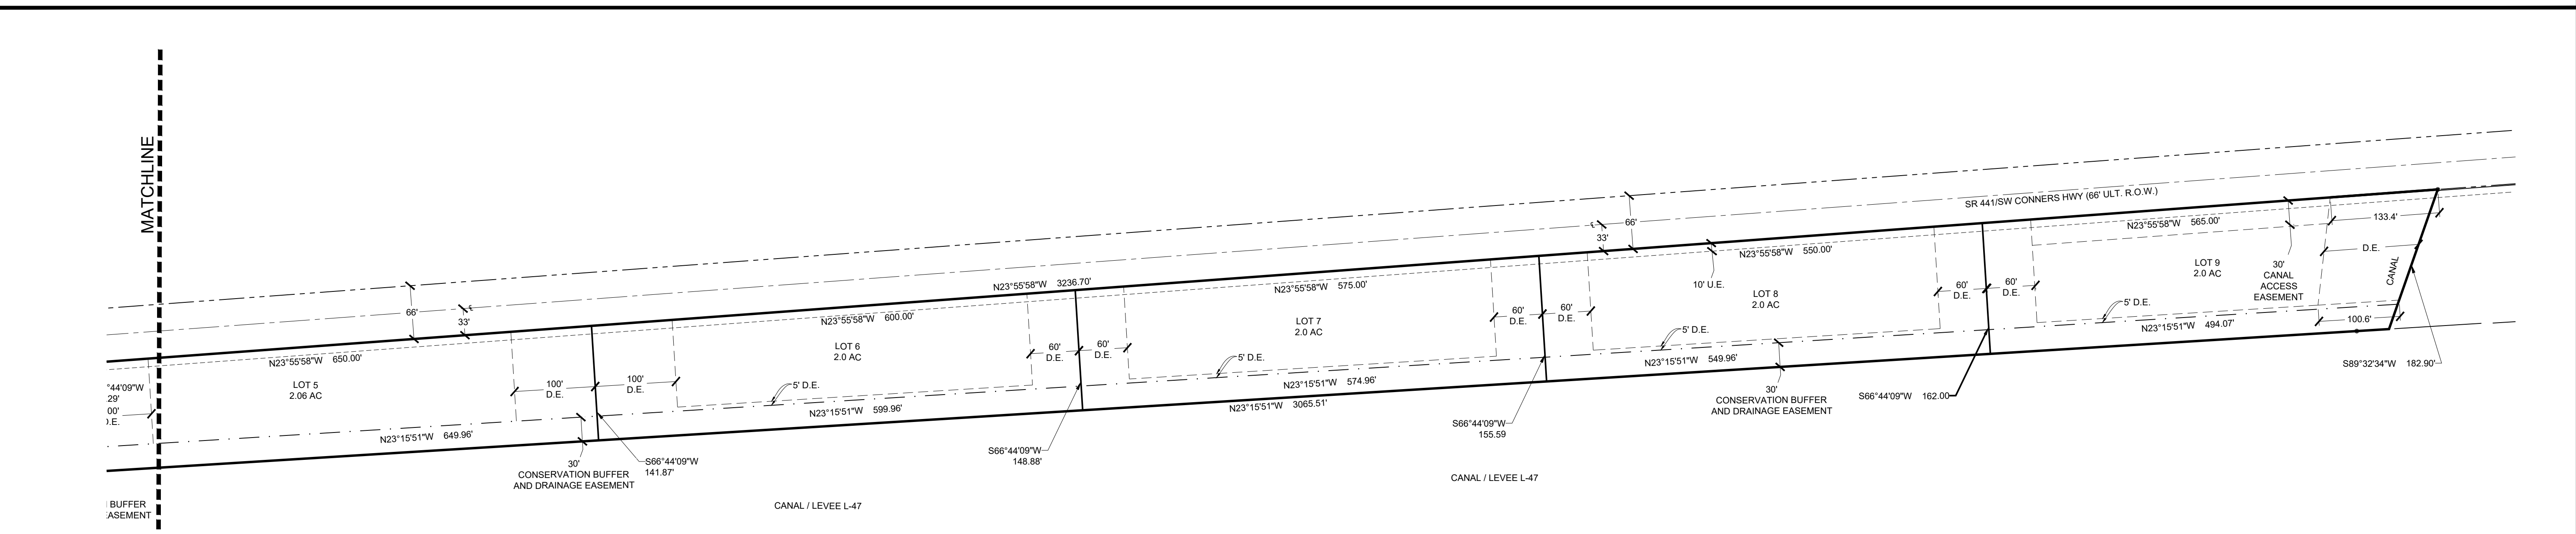 MATCHLINE
°44'09"W
29'
00'
D.E.
N BUFFER
EASEMENT
N23°55'58"W 650.00'
LOT 5
2.06 AC
66'
33'
100'
D.E.
100'
D.E.
N23°15'51"W 649.96'
30'
CONSERVATION BUFFER
AND DRAINAGE EASEMENT
S66°44'09"W
141.87'
N23°55'58"W 600.00'
LOT 6
2.0 AC
5' D.E.
N23°15'51"W 599.96'
CANAL / LEVEE L-47
N23°55'58"W 3236.70'
60'
D.E.
60'
D.E.
S66°44'09"W
148.88'
N23°55'58"W 575.00'
LOT 7
2.0 AC
5' D.E.
N23°15'51"W 574.96'
N23°15'51"W 3065.51'
60'
D.E.
60'
D.E.
S66°44'09"W
155.59
CANAL / LEVEE L-47
66'
33'
10' U.E.
N23°55'58"W 550.00'
LOT 8
2.0 AC
5' D.E.
N23°15'51"W 549.96'
30'
CONSERVATION BUFFER
AND DRAINAGE EASEMENT
60'
D.E.
60'
D.E.
S66°44'09"W 162.00
SR 441/SW CONNERS HWY (66' ULT. R.O.W.)
N23°55'58"W 565.00'
LOT 9
2.0 AC
30'
CANAL
ACCESS
EASEMENT
5' D.E.
N23°15'51"W 494.07'
133.4'
D.E.
CANAL
100.6'
S89°32'34"W 182.90'